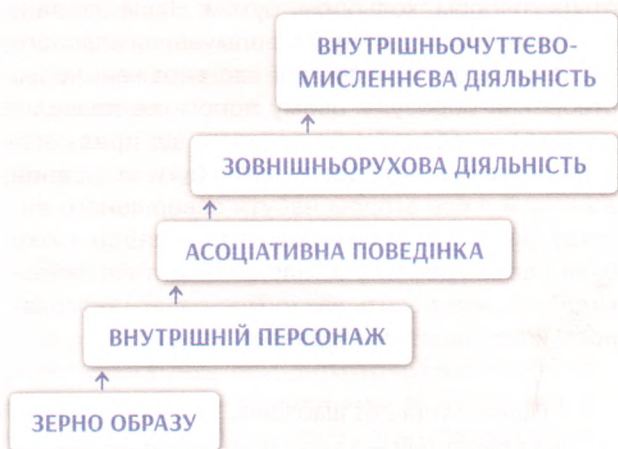 ВНУТРІШНЬОЧУТТЄВО-
МИСЛЕННЄВА ДІЯЛЬНІСТЬ
ЗОВНІШНЬОРУХОВА ДІЯЛЬНІСТЬ
АСОЦІАТИВНА ПОВЕДІНКА
ВНУТРІШНІЙ ПЕРСОНАЖ
ЗЕРНО ОБРАЗУ